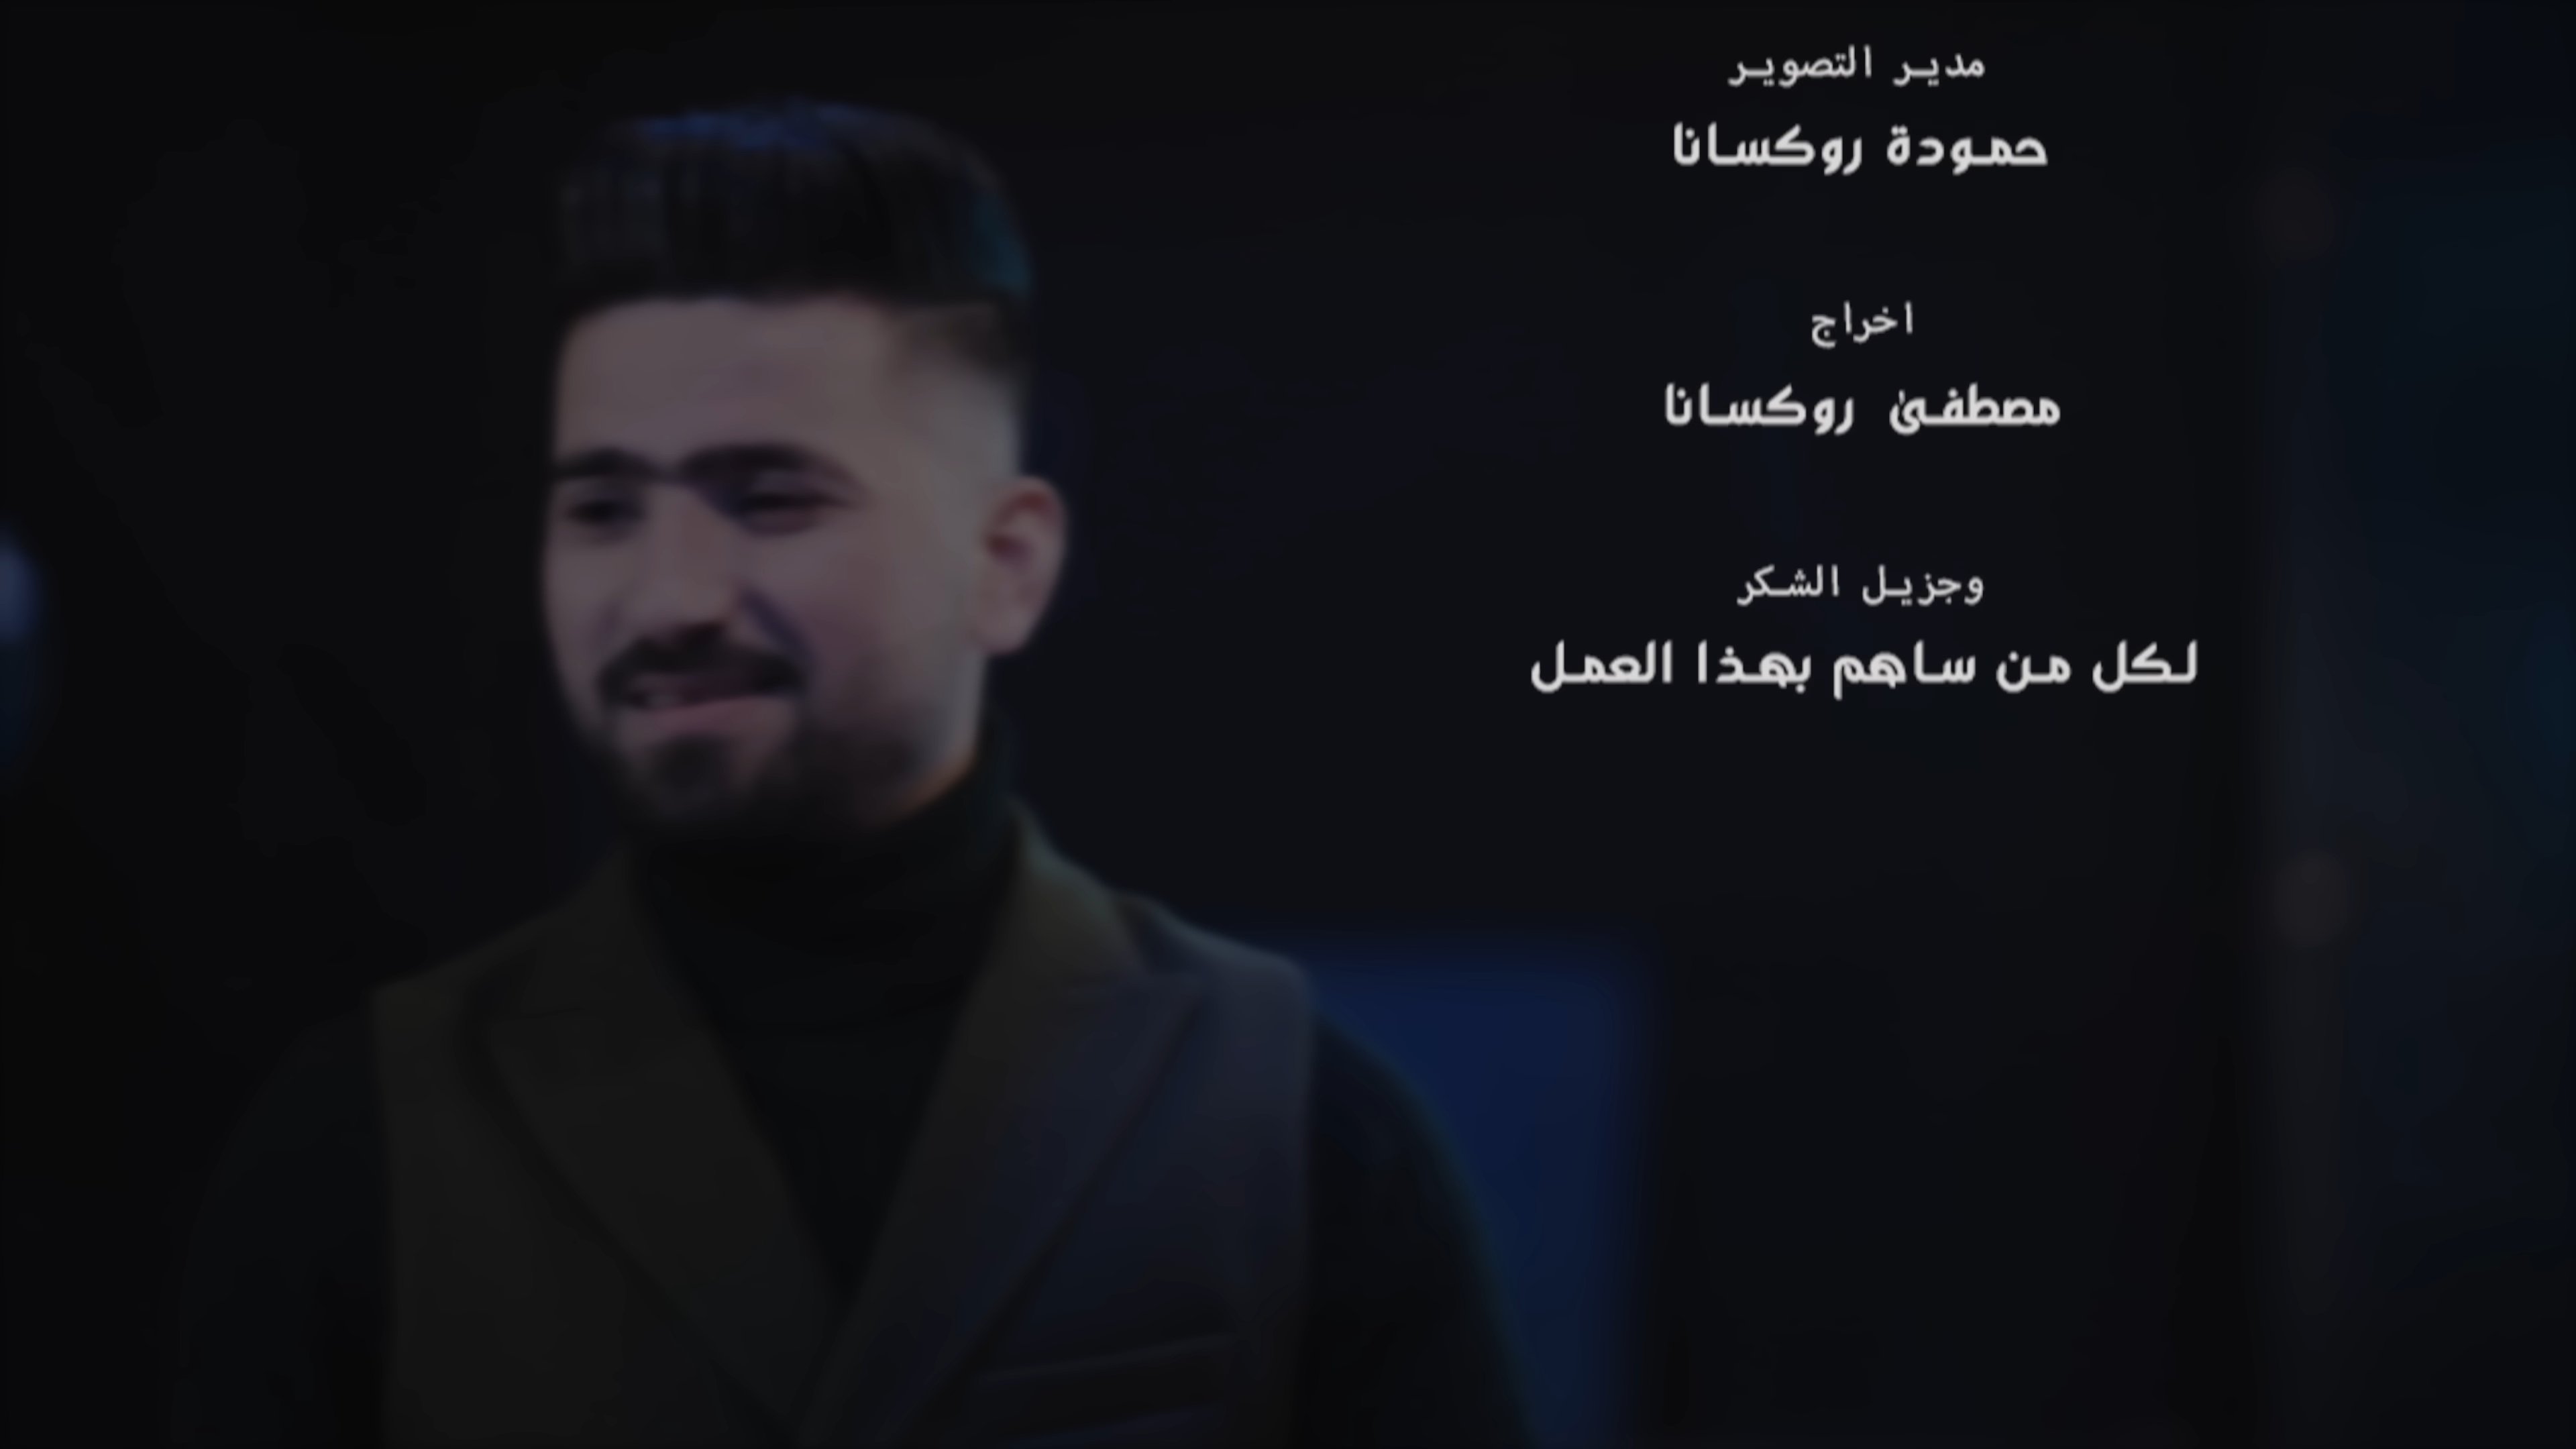 مدير التصوير
حمودة روكسانا
اخراج
مصطفى روكسانا
وجزيل الشكر
لكل من ساهم بهذا العمل